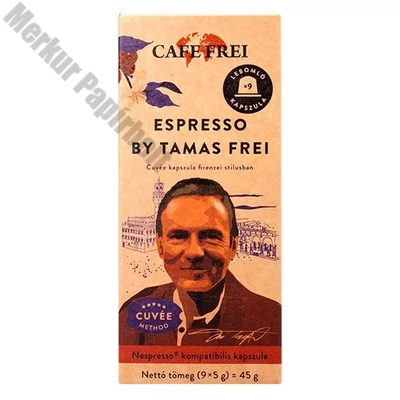 Merkur Papírbolt
CAFE FREI
LEBOMLÓ
×9
KAPSZULA
ESPRESSO
BY TAMAS FREI
Cuvée kapszula firenzei stílusban
CUVÉE
METHOD
Nespresso® kompatibilis kapszula
Nettó tömeg (9×5 g) = 45 g